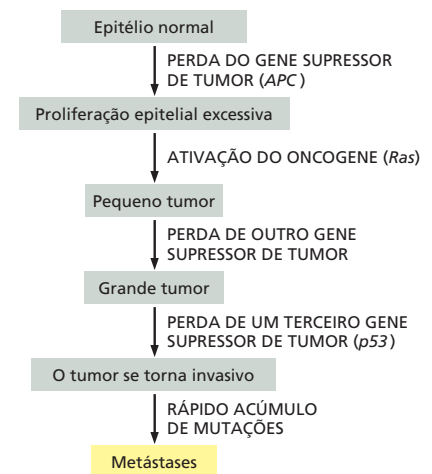 Epitélio normal
PERDA DO GENE SUPRESSOR
DE TUMOR (APC)
Proliferação epitelial excessiva
ATIVAÇÃO DO ONCOGENE (Ras)
Pequeno tumor
PERDA DE OUTRO GENE
SUPRESSOR DE TUMOR
Grande tumor
PERDA DE UM TERCEIRO GENE
SUPRESSOR DE TUMOR (p53)
O tumor se torna invasivo
RÁPIDO ACÚMULO
DE MUTAÇÕES
Metástases